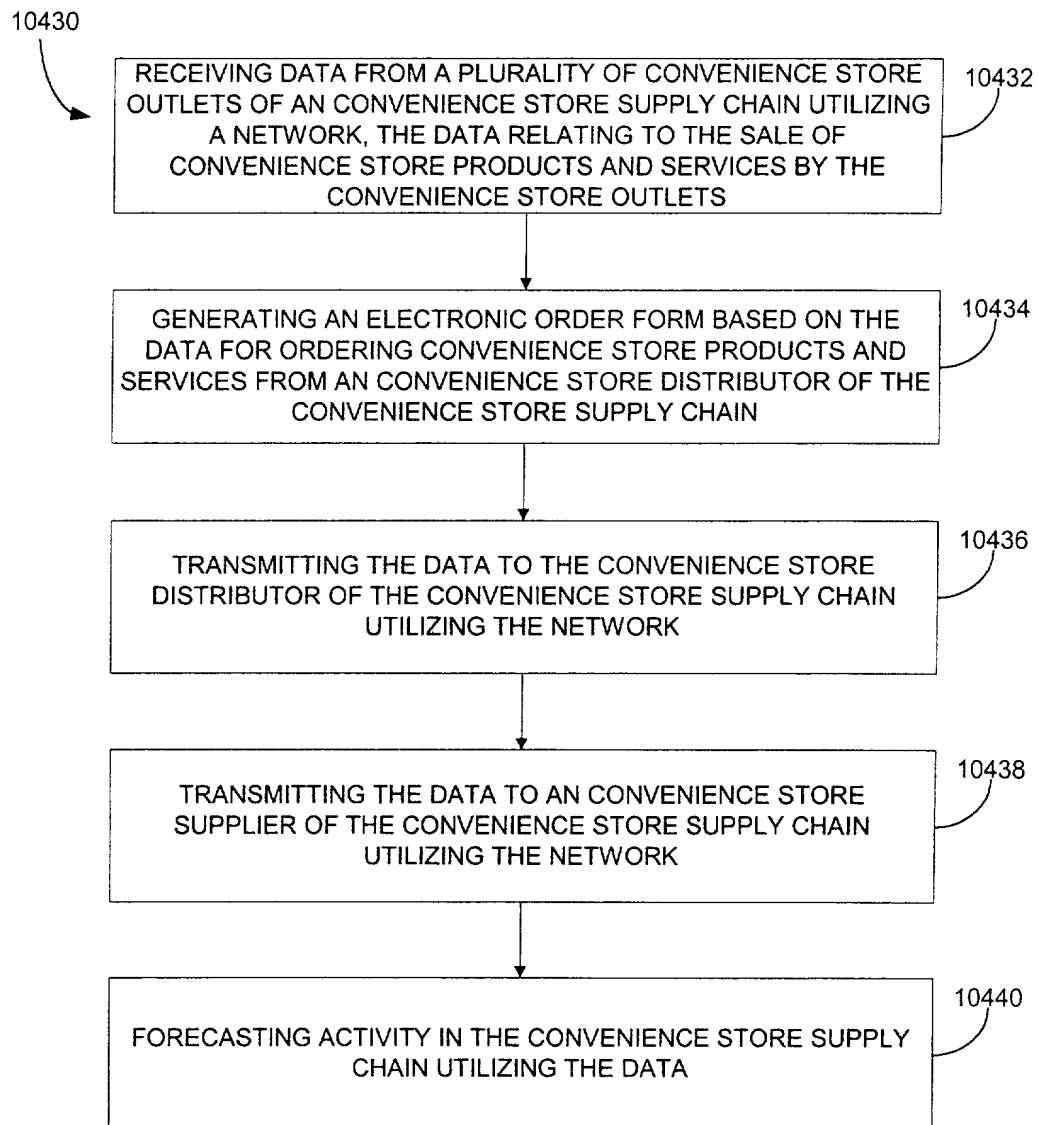 10430
RECEIVING DATA FROM A PLURALITY OF CONVENIENCE STORE
OUTLETS OF AN CONVENIENCE STORE SUPPLY CHAIN UTILIZING
A NETWORK, THE DATA RELATING TO THE SALE OF
CONVENIENCE STORE PRODUCTS AND SERVICES BY THE
CONVENIENCE STORE OUTLETS
10432
GENERATING AN ELECTRONIC ORDER FORM BASED ON THE
DATA FOR ORDERING CONVENIENCE STORE PRODUCTS AND
SERVICES FROM AN CONVENIENCE STORE DISTRIBUTOR OF THE
CONVENIENCE STORE SUPPLY CHAIN
10434
TRANSMITTING THE DATA TO THE CONVENIENCE STORE
DISTRIBUTOR OF THE CONVENIENCE STORE SUPPLY CHAIN
UTILIZING THE NETWORK
10436
TRANSMITTING THE DATA TO AN CONVENIENCE STORE
SUPPLIER OF THE CONVENIENCE STORE SUPPLY CHAIN
UTILIZING THE NETWORK
10438
FORECASTING ACTIVITY IN THE CONVENIENCE STORE SUPPLY
CHAIN UTILIZING THE DATA
10440